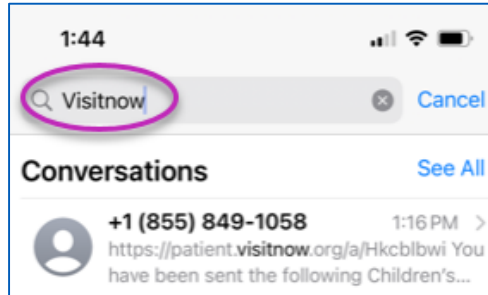 1:44
Visitnow
Cancel
Conversations
See All
+1 (855) 849-1058
1:16 PM
https://patient.visitnow.org/a/Hkcblbwi You
have been sent the following Children's...